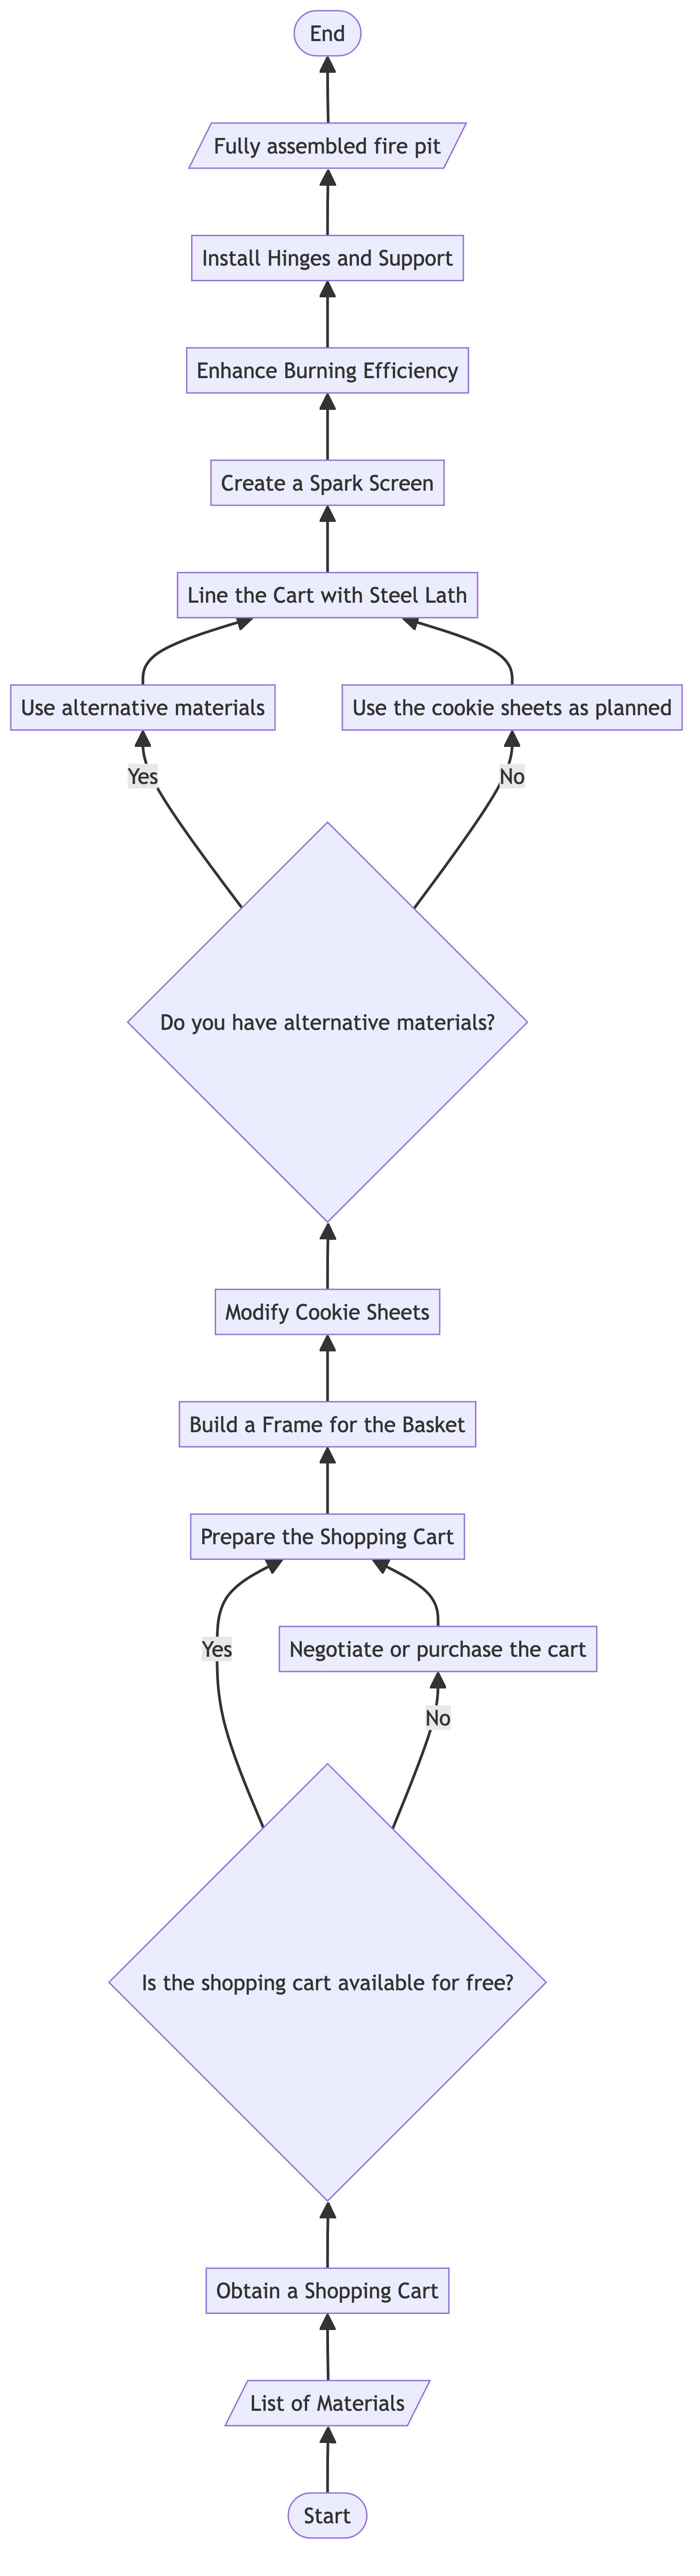 End
Fully assembled fire pit
Install Hinges and Support
Enhance Burning Efficiency
Create a Spark Screen
Line the Cart with Steel Lath
Use alternative materials
Use the cookie sheets as planned
Yes
No
Do you have alternative materials?
Modify Cookie Sheets
Build a Frame for the Basket
Prepare the Shopping Cart
Yes
Negotiate or purchase the cart
No
Is the shopping cart available for free?
Obtain a Shopping Cart
List of Materials
Start